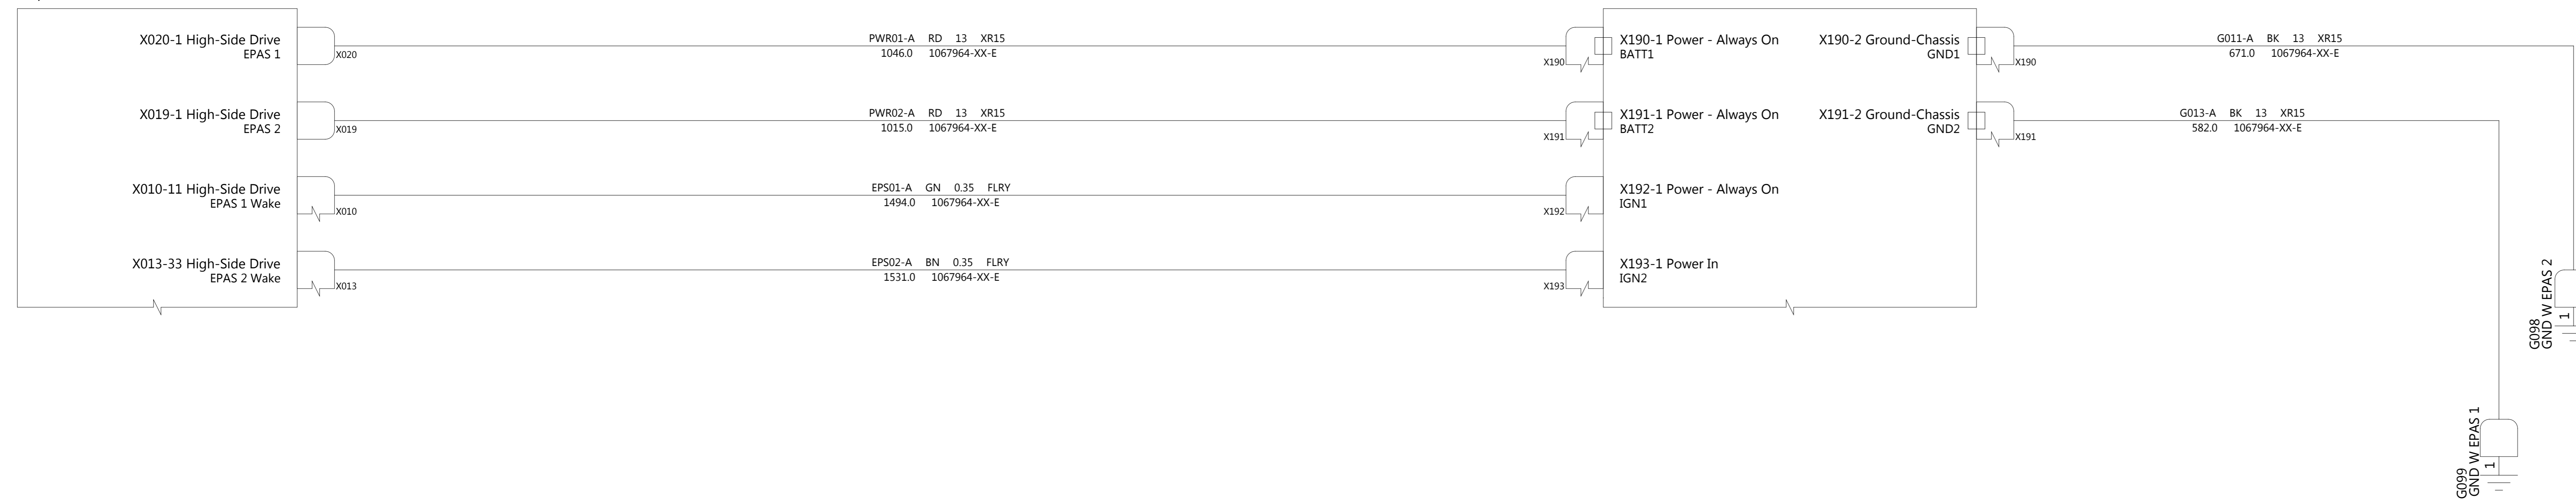 X020-1 High-Side Drive
EPAS 1
X020
PWR01-A RD 13 XR15
1046.0 1067964-XX-E
X190
X190-1 Power - Always On
BATT1
X190-2 Ground-Chassis
GND1
X190
G011-A BK 13 XR15
671.0 1067964-XX-E
X019-1 High-Side Drive
EPAS 2
X019
PWR02-A RD 13 XR15
1015.0 1067964-XX-E
X191
X191-1 Power - Always On
BATT2
X191-2 Ground-Chassis
GND2
X191
G013-A BK 13 XR15
582.0 1067964-XX-E
X010-11 High-Side Drive
EPAS 1 Wake
X010
EPS01-A GN 0.35 FLRY
1494.0 1067964-XX-E
X192
X192-1 Power - Always On
IGN1
X013-33 High-Side Drive
EPAS 2 Wake
X013
EPS02-A BN 0.35 FLRY
1531.0 1067964-XX-E
X193
X193-1 Power In
IGN2
G098
GND W EPAS 2
1
G099
GND W EPAS 1
1